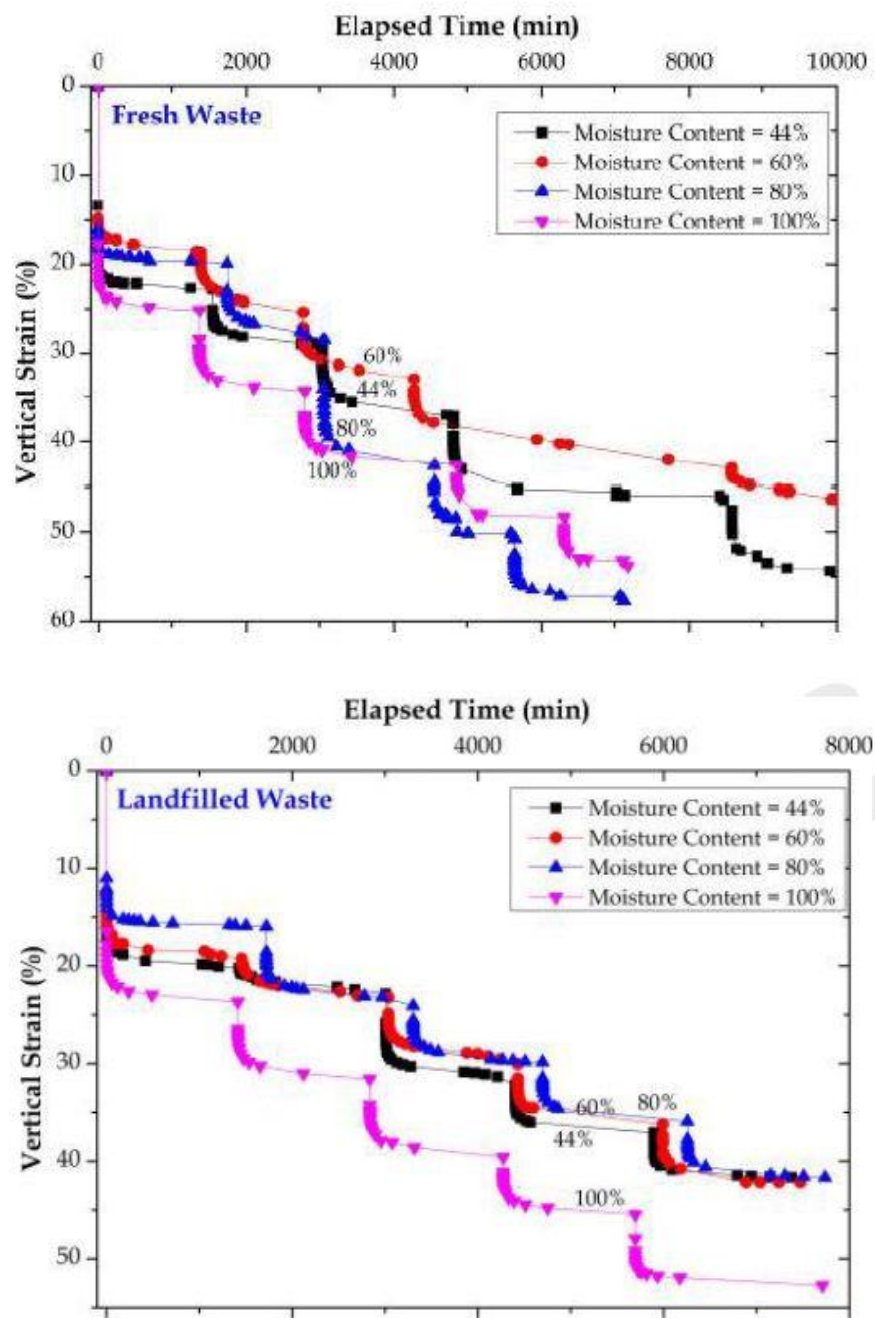 Elapsed Time (min)
0 2000 4000 6000 8000 10000
Fresh Waste
Moisture Content = 44%
Moisture Content = 60%
Moisture Content = 80%
Moisture Content = 100%
Vertical Strain (%)
0
10
20
30
40
50
60
60%
44%
80%
100%
Elapsed Time (min)
0 2000 4000 6000 8000
Landfilled Waste
Moisture Content = 44%
Moisture Content = 60%
Moisture Content = 80%
Moisture Content = 100%
Vertical Strain (%)
0
10
20
30
40
50
60% 80%
44%
100%